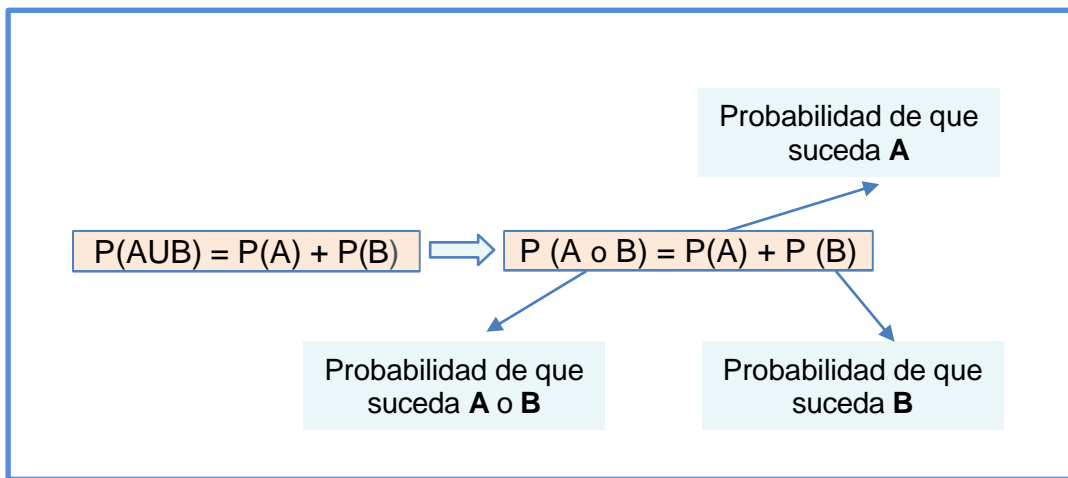 Probabilidad de que
suceda A
P(AUB) = P(A) + P(B)
P (A o B) = P(A) + P (B)
Probabilidad de que
suceda A o B
Probabilidad de que
suceda B